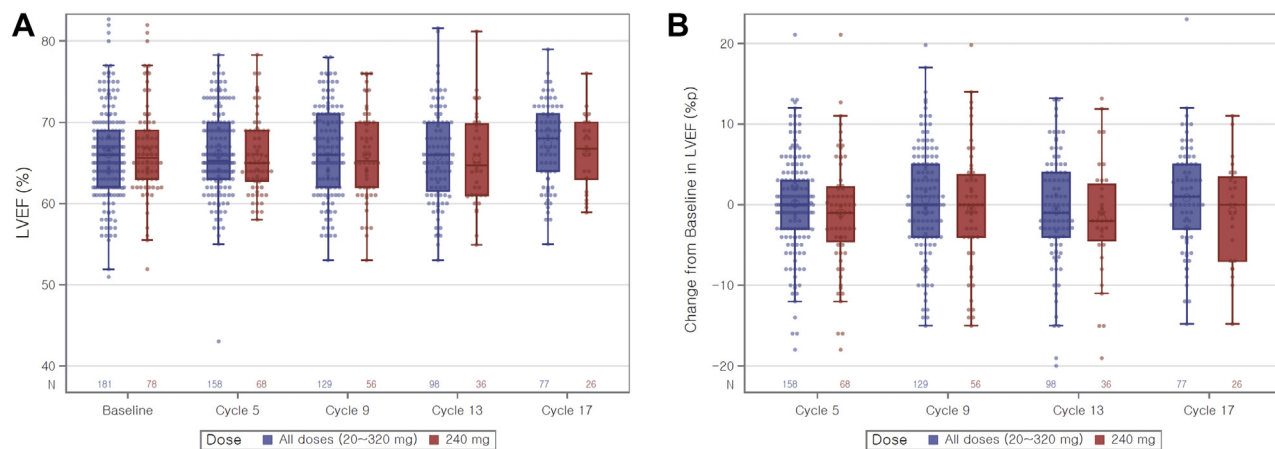 A
LVEF (%)
80
70
60
50
40
N 181 78 158 68 129 56 98 36 77 26
Baseline Cycle 5 Cycle 9 Cycle 13 Cycle 17
Dose All doses (20~320 mg) 240 mg
B
Change from Baseline in LVEF (%p)
20
10
0
-10
-20
N 158 68 129 56 98 36 77 26
Cycle 5 Cycle 9 Cycle 13 Cycle 17
Dose All doses (20~320 mg) 240 mg